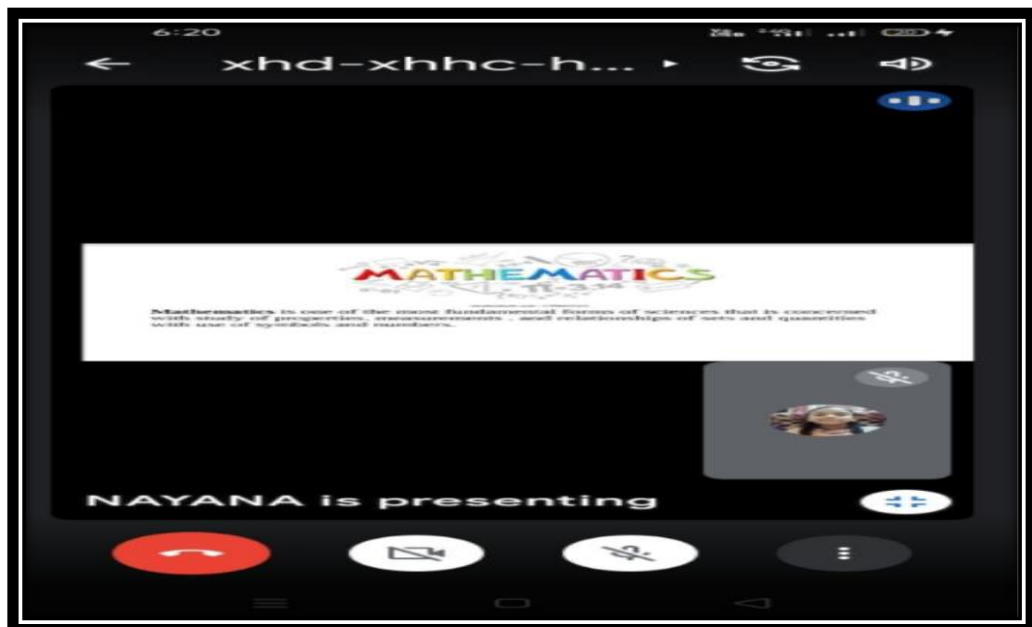 6:20
xhd-xhhc-h...
MATHEMATICS
π=3.14
Mathematics is one of the most fundamental forms of sciences that is concerned
with study of properties, measurements , and relationships of sets and quantities
with use of symbols and numbers.
NAYANA is presenting